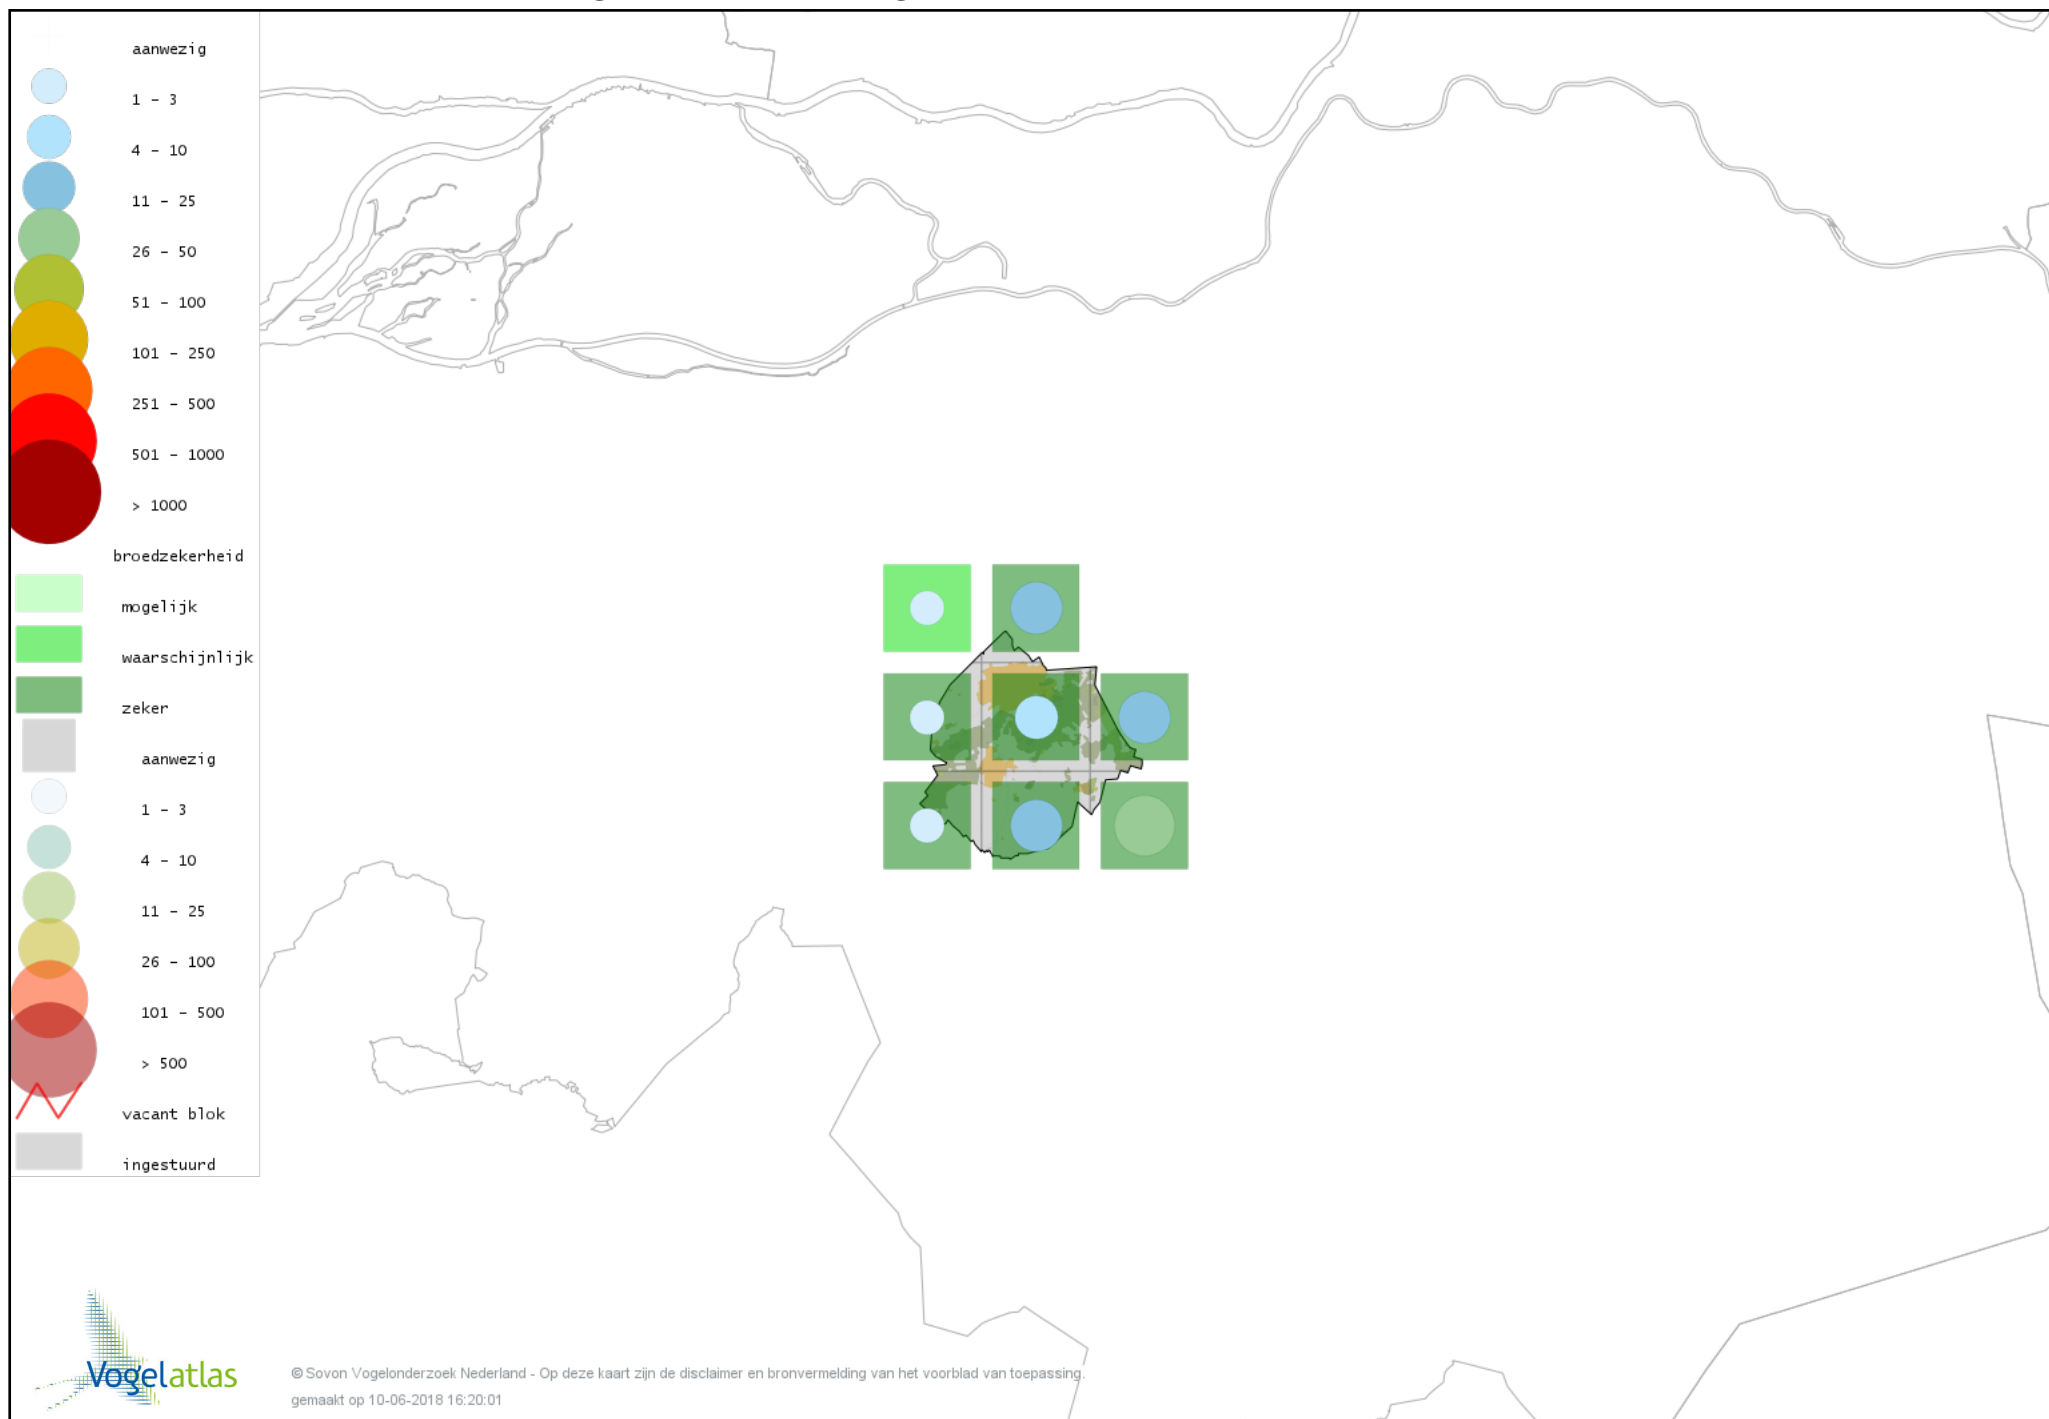 aanwezig
1 - 3
4 - 10
11 - 25
26 - 50
51 - 100
101 - 250
251 - 500
501 - 1000
> 1000
broedzekerheid
mogelijk
waarschijnlijk
zeker
aanwezig
1 - 3
4 - 10
11 - 25
26 - 100
101 - 500
> 500
vacant blok
ingestuurd
Vogelatlas
© Sovon Vogelonderzoek Nederland - Op deze kaart zijn de disclaimer en bronvermelding van het voorblad van toepassing.
gemaakt op 10-06-2018 16:20:01